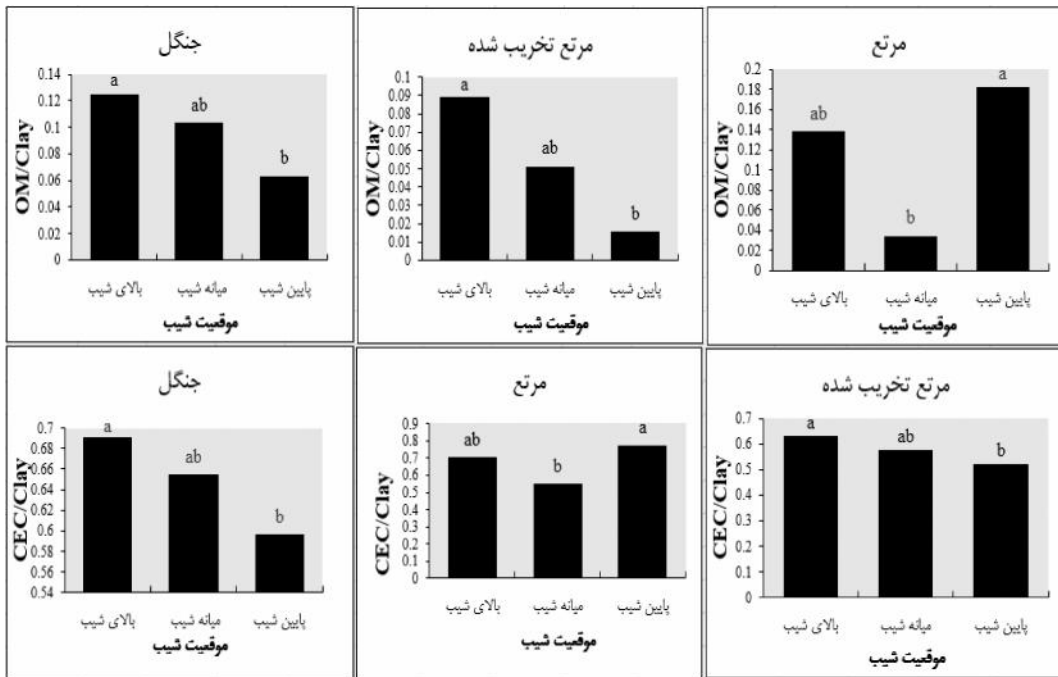 جنگل
OM/Clay
0.14
0.12
0.1
0.08
0.06
0.04
0.02
0
a
ab
b
بالای شیب میانه شیب پایین شیب
موقعیت شیب
مرتع تخریب شده
OM/Clay
0.1
0.09
0.08
0.07
0.06
0.05
0.04
0.03
0.02
0.01
0
a
ab
b
بالای شیب میانه شیب پایین شیب
موقعیت شیب
مرتع
OM/Clay
0.2
0.18
0.16
0.14
0.12
0.1
0.08
0.06
0.04
0.02
0
ab
b
a
بالای شیب میانه شیب پایین شیب
موقعیت شیب
جنگل
CEC/Clay
0.7
0.68
0.66
0.64
0.62
0.6
0.58
0.56
0.54
a
ab
b
بالای شیب میانه شیب پایین شیب
موقعیت شیب
مرتع
CEC/Clay
0.9
0.8
0.7
0.6
0.5
0.4
0.3
0.2
0.1
0
ab
b
a
بالای شیب میانه شیب پایین شیب
موقعیت شیب
مرتع تخریب شده
CEC/Clay
0.7
0.6
0.5
0.4
0.3
0.2
0.1
0
a
ab
b
بالای شیب میانه شیب پایین شیب
موقعیت شیب